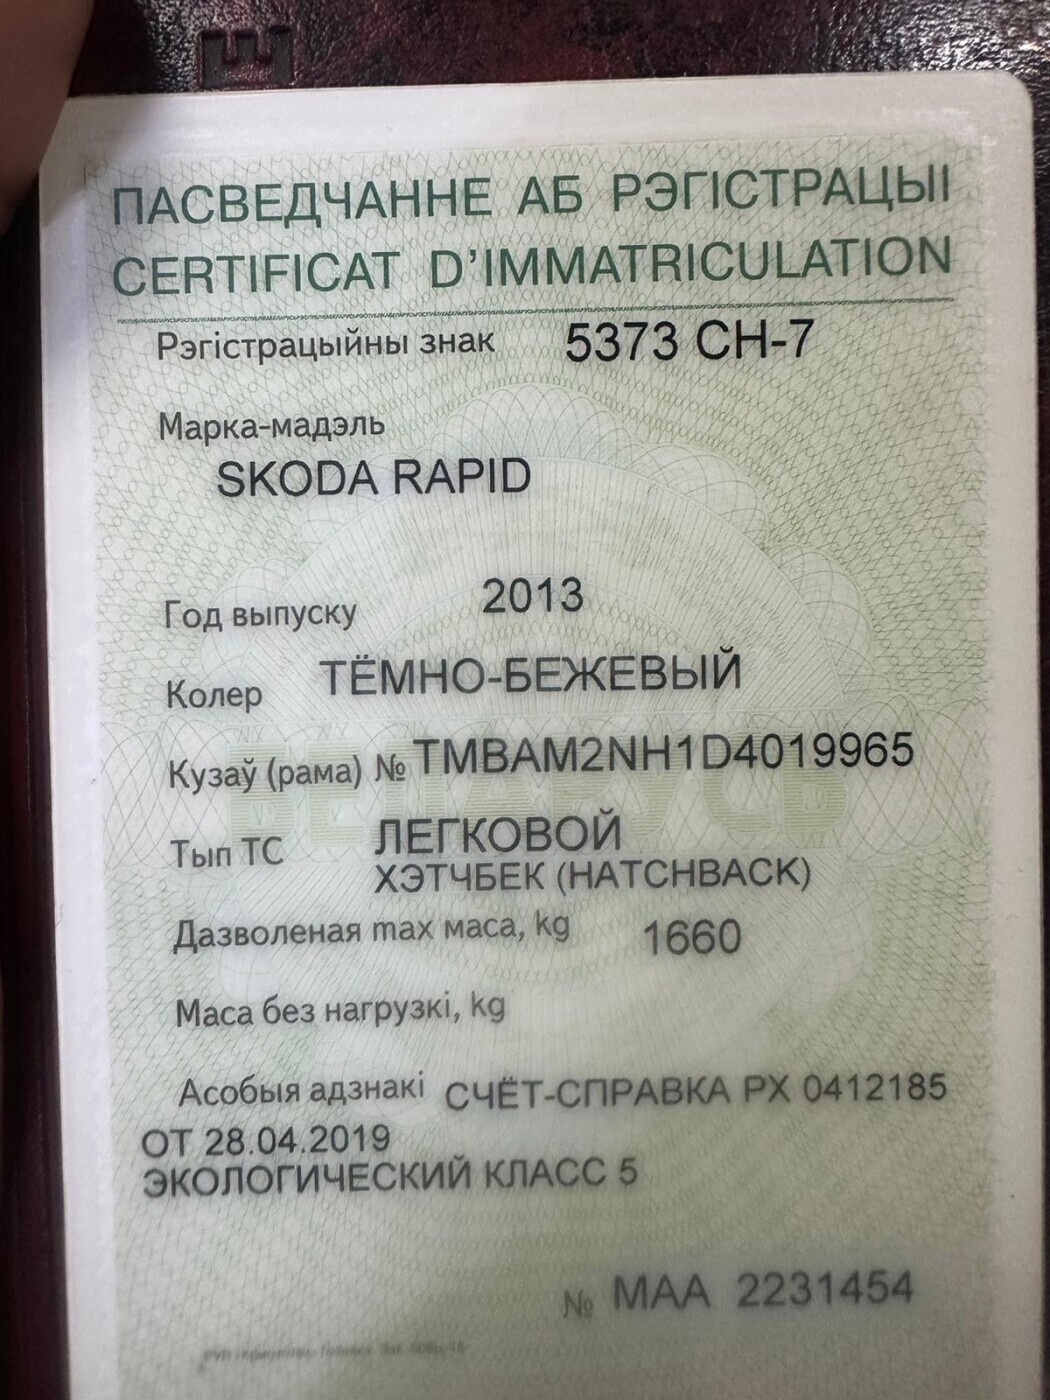 ПАСВЕДЧАННЕ АБ РЭГІСТРАЦЫІ
CERTIFICAT D'IMMATRICULATION
Рэгістрацыйны знак 5373 CH-7
Марка-мадэль
SKODA RAPID
Год выпуску 2013
Колер ТЁМНО-БЕЖЕВЫЙ
Кузаў (рама) № TMBAM2NH1D4019965
Тып ТС ЛЕГКОВОЙ
ХЭТЧБЕК (HATCHBACK)
Дазволеная max маса, kg 1660
Маса без нагрузкі, kg
Асобыя адзнакі СЧЁТ-СПРАВКА РХ 0412185
ОТ 28.04.2019
ЭКОЛОГИЧЕСКИЙ КЛАСС 5
№ МАА 2231454
БЕЛАРУСЬ